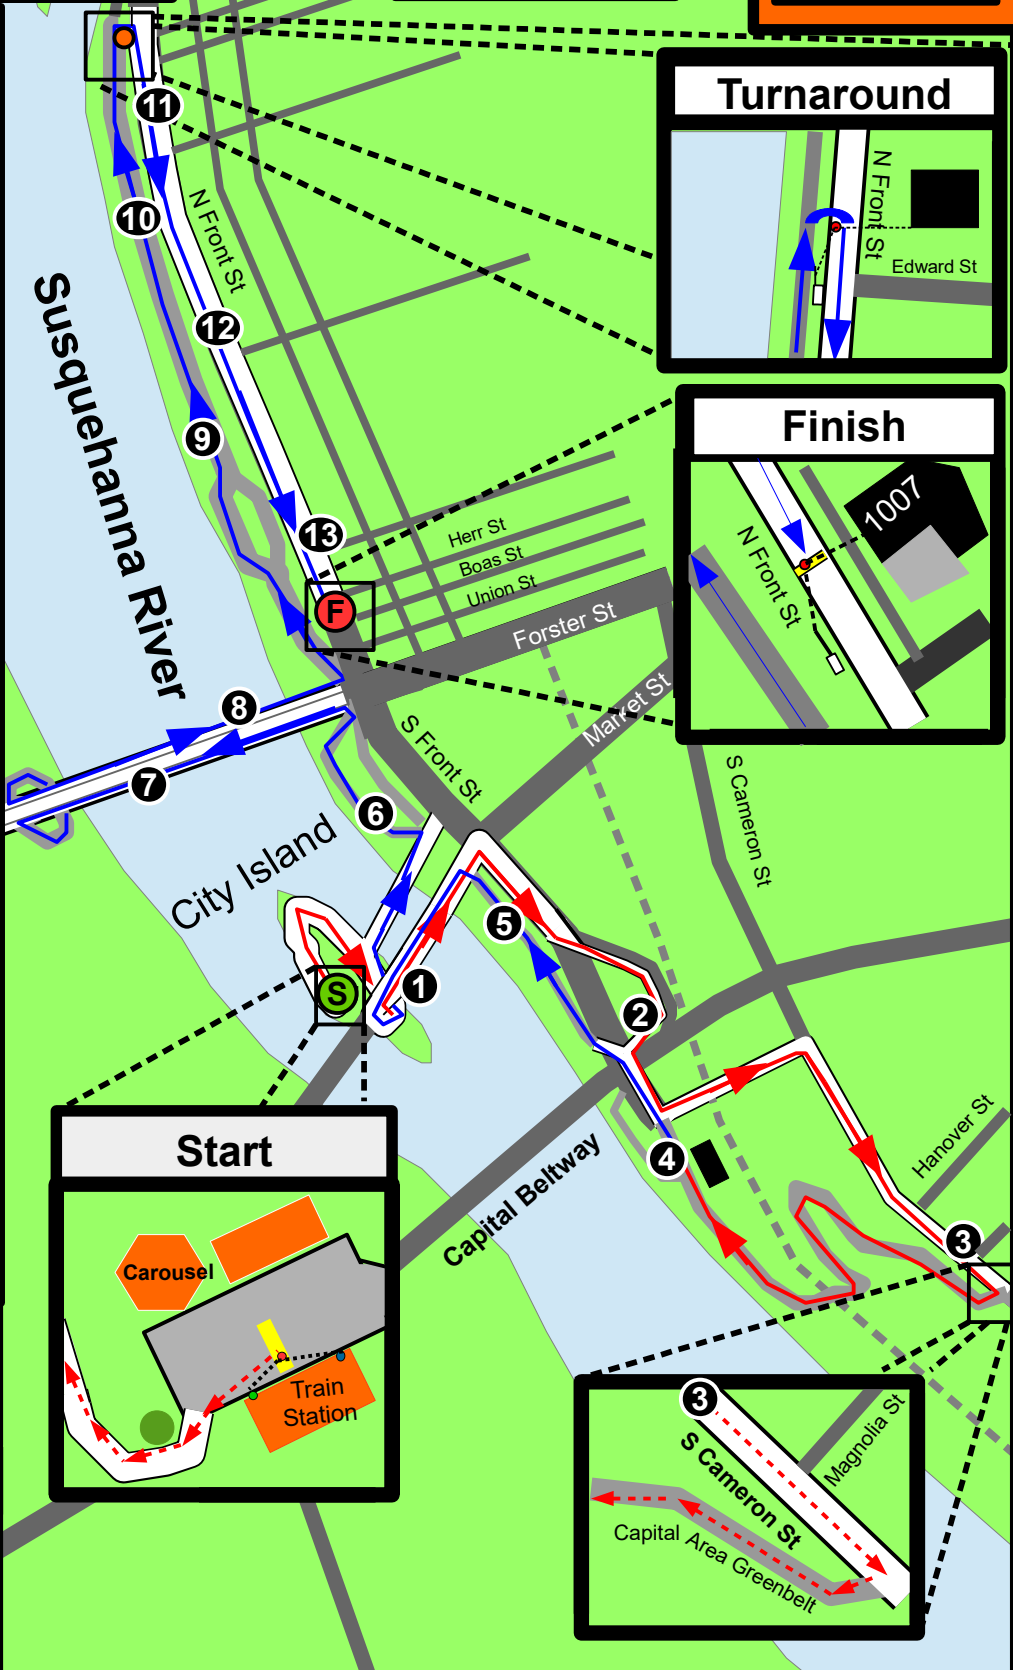 Turnaround
N Front St
Edward St
11
10
N Front St
12
Susquehanna River
9
Finish
1007
N Front St
13
Herr St
Boas St
Union St
F
Forster St
Market St
8
7
S Front St
S Cameron St
6
City Island
5
S
1
2
Start
Carousel
Train
Station
4
Capital Beltway
Hanover St
3
3
Magnolia St
S Cameron St
Capital Area Greenbelt